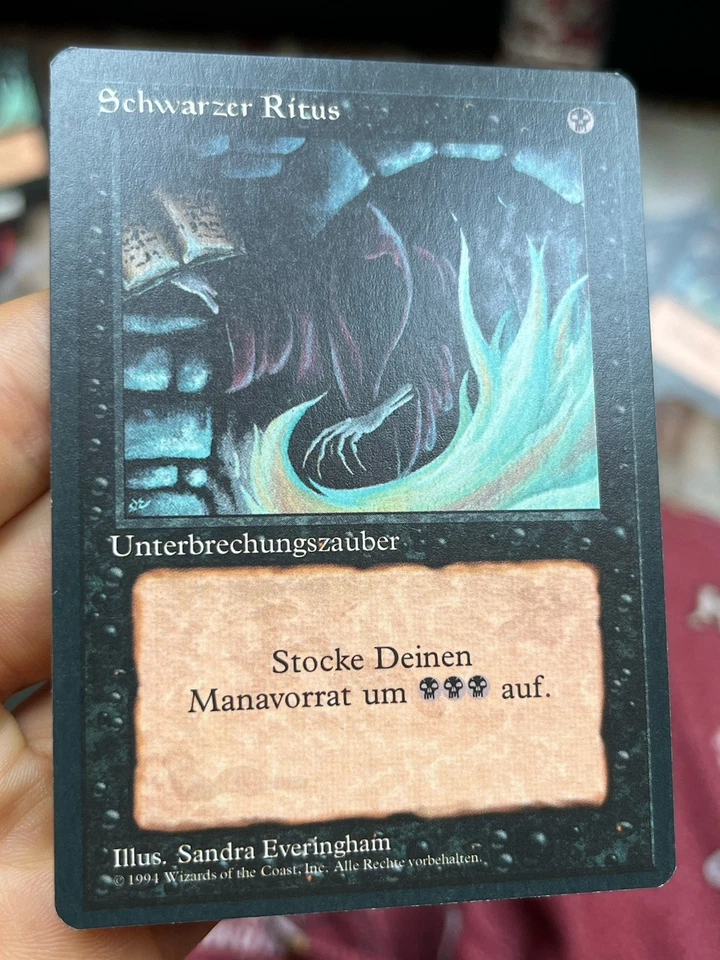 Schwarzer Ritus
Unterbrechungszauber
Stocke Deinen
Manavorrat um auf.
Illus. Sandra Everingham
© 1994 Wizards of the Coast, Inc. Alle Rechte vorbehalten.